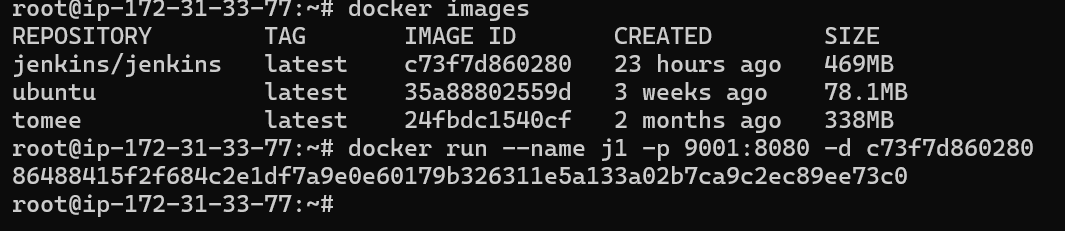 root@ip-172-31-33-77:~# docker images
REPOSITORY TAG IMAGE ID CREATED SIZE
jenkins/jenkins latest c73f7d860280 23 hours ago 469MB
ubuntu latest 35a88802559d 3 weeks ago 78.1MB
tomee latest 24fbdc1540cf 2 months ago 338MB
root@ip-172-31-33-77:~# docker run --name j1 -p 9001:8080 -d c73f7d860280
86488415f2f684c2e1df7a9e0e60179b326311e5a133a02b7ca9c2ec89ee73c0
root@ip-172-31-33-77:~#